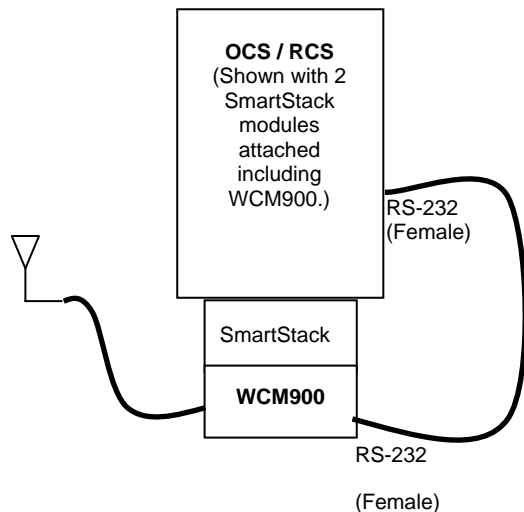 OCS / RCS
(Shown with 2
SmartStack
modules
attached
including
WCM900.)
RS-232
(Female)
SmartStack
WCM900
RS-232
(Female)